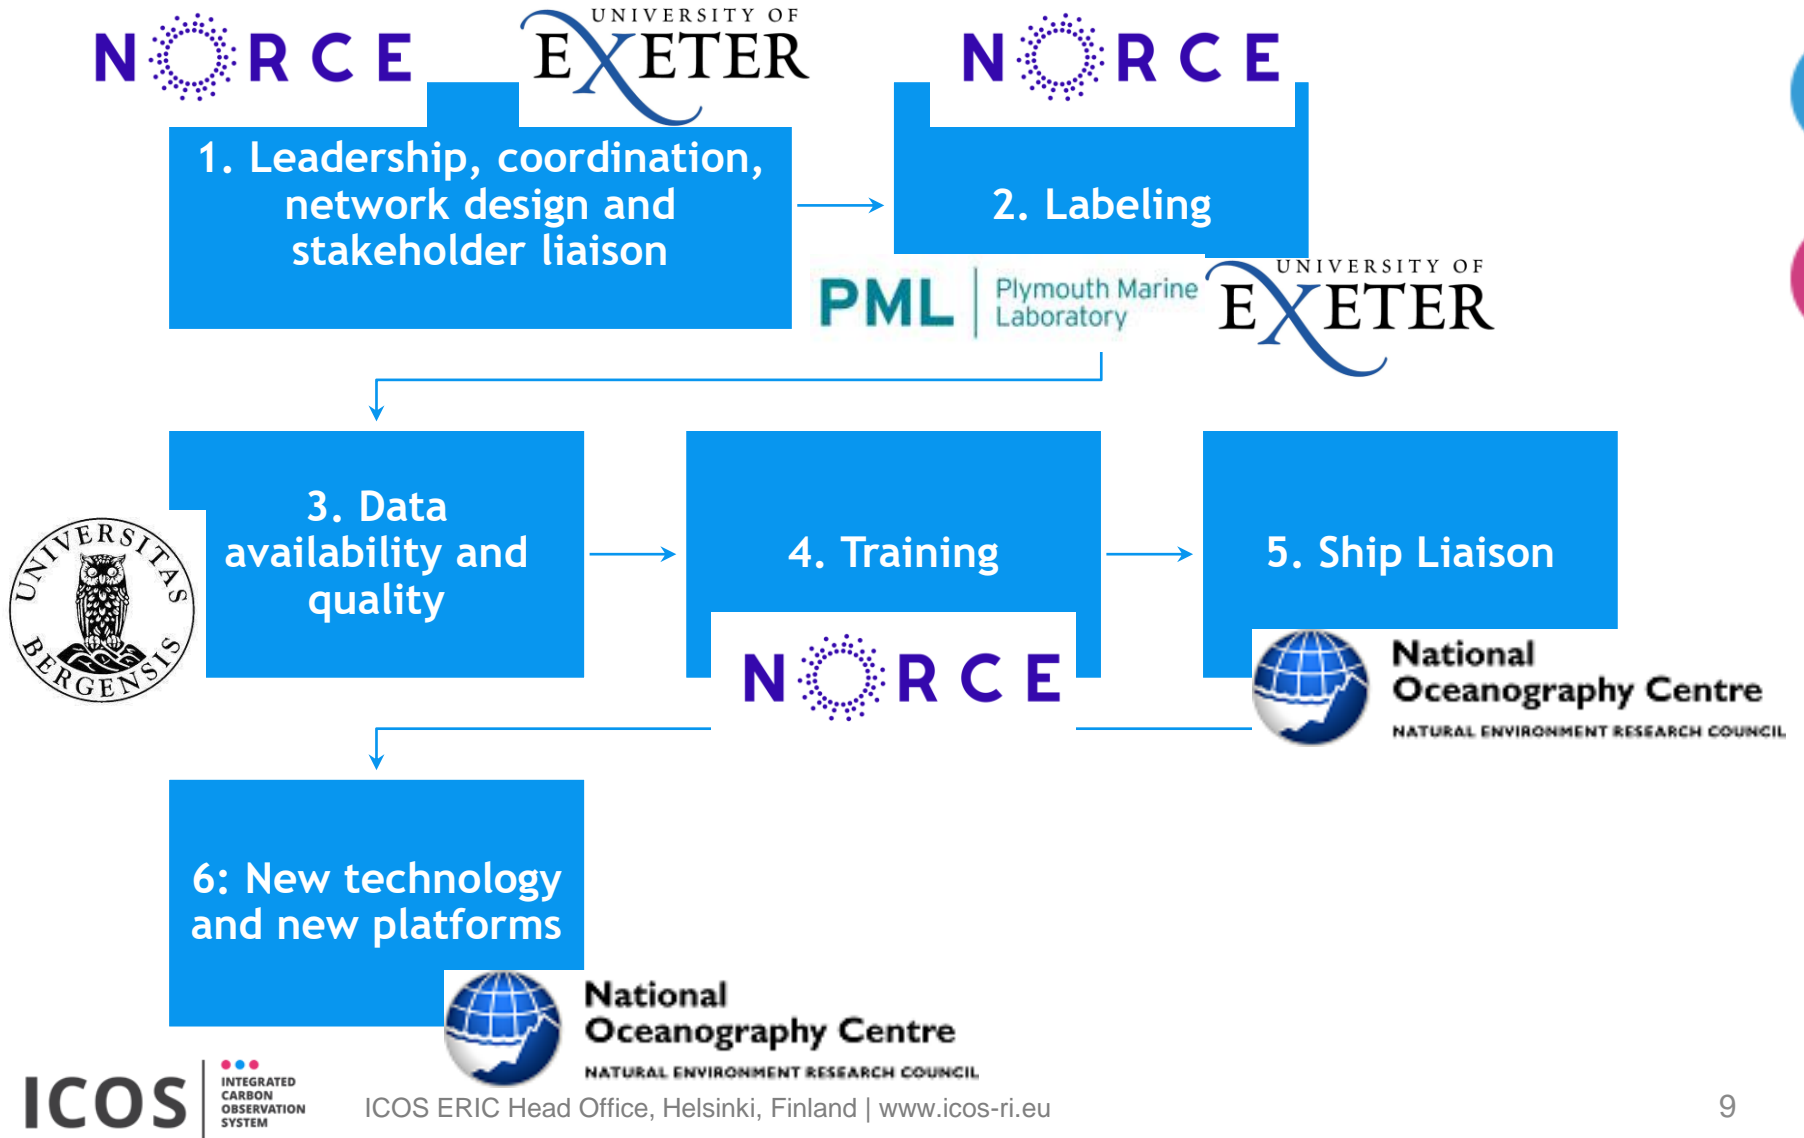 NORCE
UNIVERSITY OF
EXETER
NORCE
1. Leadership, coordination,
network design and
stakeholder liaison
2. Labeling
PML
Plymouth Marine
Laboratory
UNIVERSITY OF
EXETER
3. Data
availability and
quality
UNIVERSITAS
BERGENSIS
4. Training
NORCE
5. Ship Liaison
National
Oceanography Centre
NATURAL ENVIRONMENT RESEARCH COUNCIL
6: New technology
and new platforms
National
Oceanography Centre
NATURAL ENVIRONMENT RESEARCH COUNCIL
ICOS
INTEGRATED
CARBON
OBSERVATION
SYSTEM
ICOS ERIC Head Office, Helsinki, Finland | www.icos-ri.eu
9